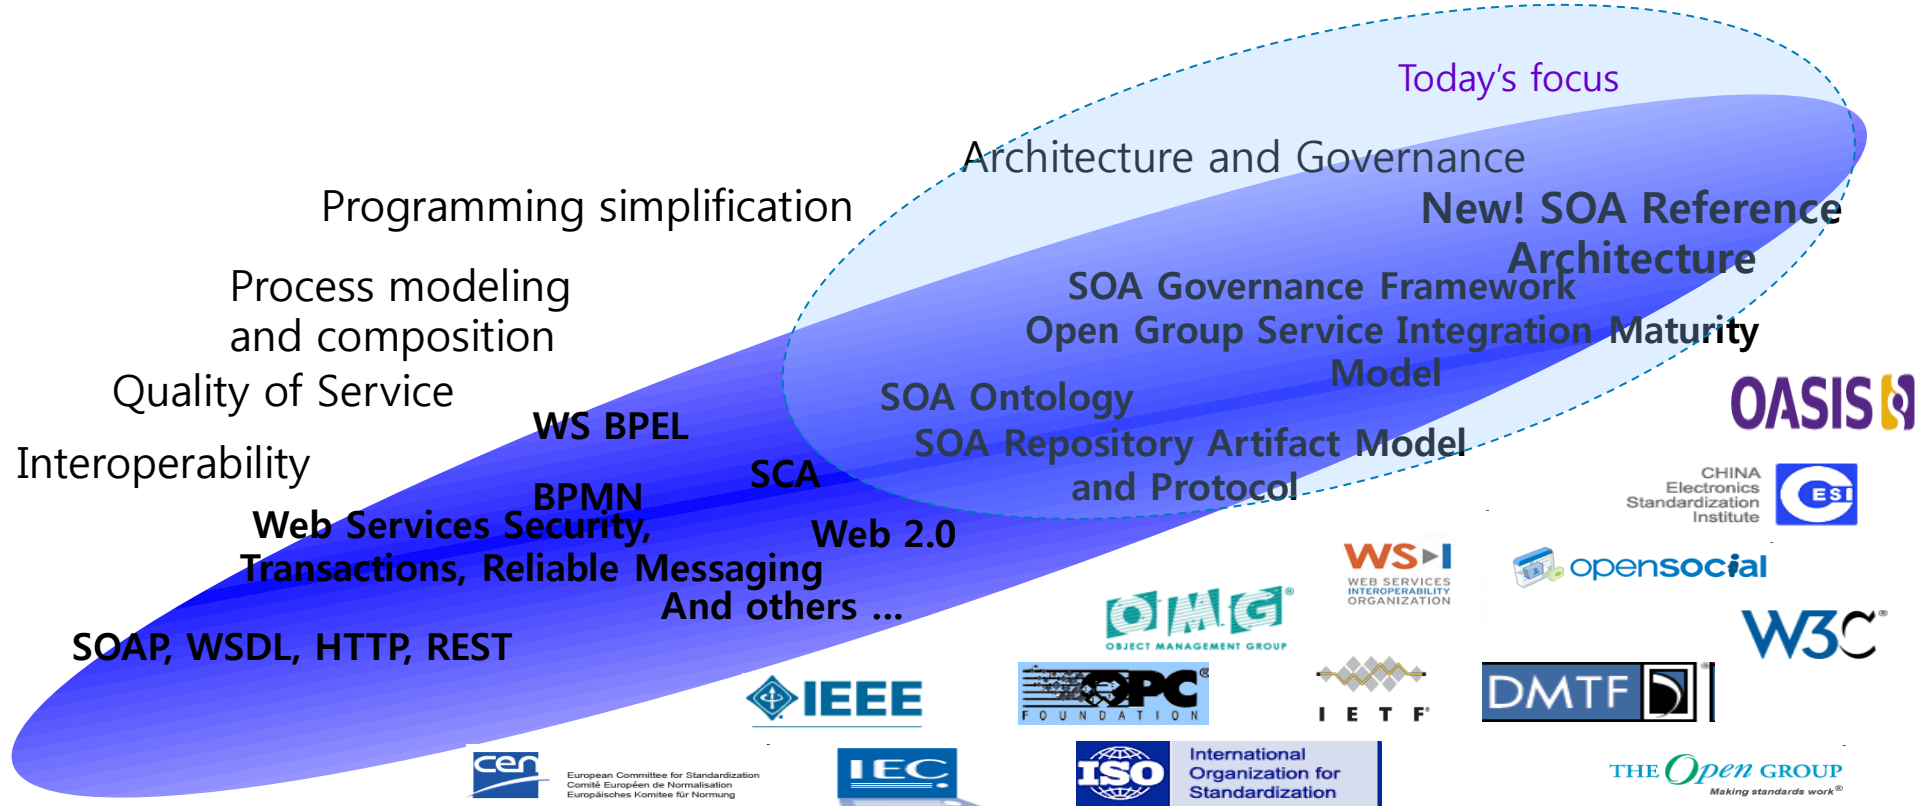 Today's focus
Architecture and Governance
Programming simplification
New! SOA Reference
Architecture
Process modeling
and composition
SOA Governance Framework
Open Group Service Integration Maturity
Model
Quality of Service
SOA Ontology
WS BPEL
SOA Repository Artifact Model
and Protocol
Interoperability
SCA
BPMN
Web Services Security,
Transactions, Reliable Messaging
Web 2.0
And others ...
SOAP, WSDL, HTTP, REST
OASIS
CHINA
Electronics
Standardization
Institute
CESI
WS I
WEB SERVICES
INTEROPERABILITY
ORGANIZATION
opensocial
OMG®
OBJECT MANAGEMENT GROUP
W3C®
IEEE
OPC®
FOUNDATION
IETF®
DMTF
cen
European Committee for Standardization
Comité Européen de Normalisation
Europäisches Komitee für Normung
IEC
ISO
International
Organization for
Standardization
THE Open GROUP
Making standards work®